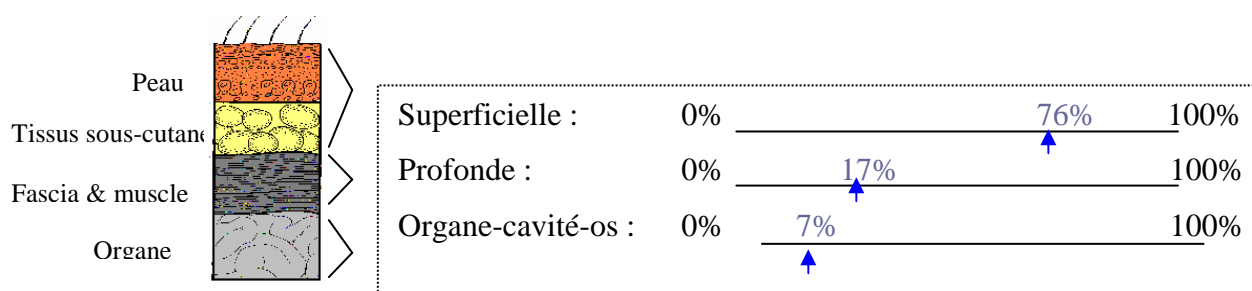 Peau
Tissus sous-cutané
Fascia & muscle
Organe
Superficielle : 0% 76% 100%
Profonde : 0% 17% 100%
Organe-cavité-os : 0% 7% 100%